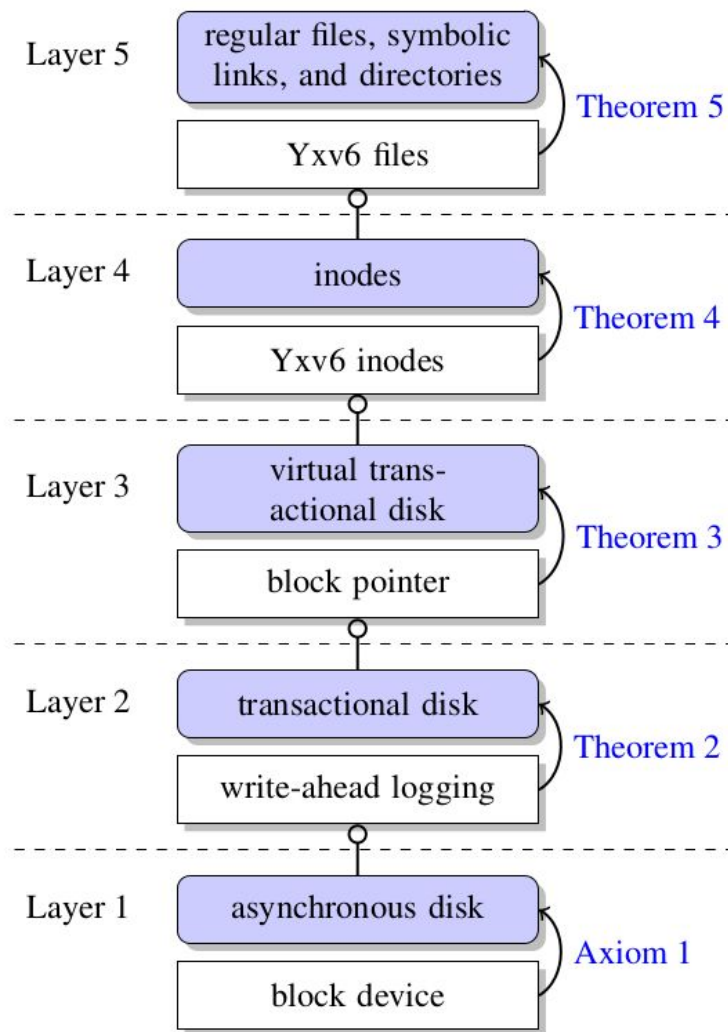 Layer 5
regular files, symbolic
links, and directories
Theorem 5
Yxv6 files
Layer 4
inodes
Theorem 4
Yxv6 inodes
Layer 3
virtual trans-
actional disk
Theorem 3
block pointer
Layer 2
transactional disk
Theorem 2
write-ahead logging
Layer 1
asynchronous disk
Axiom 1
block device